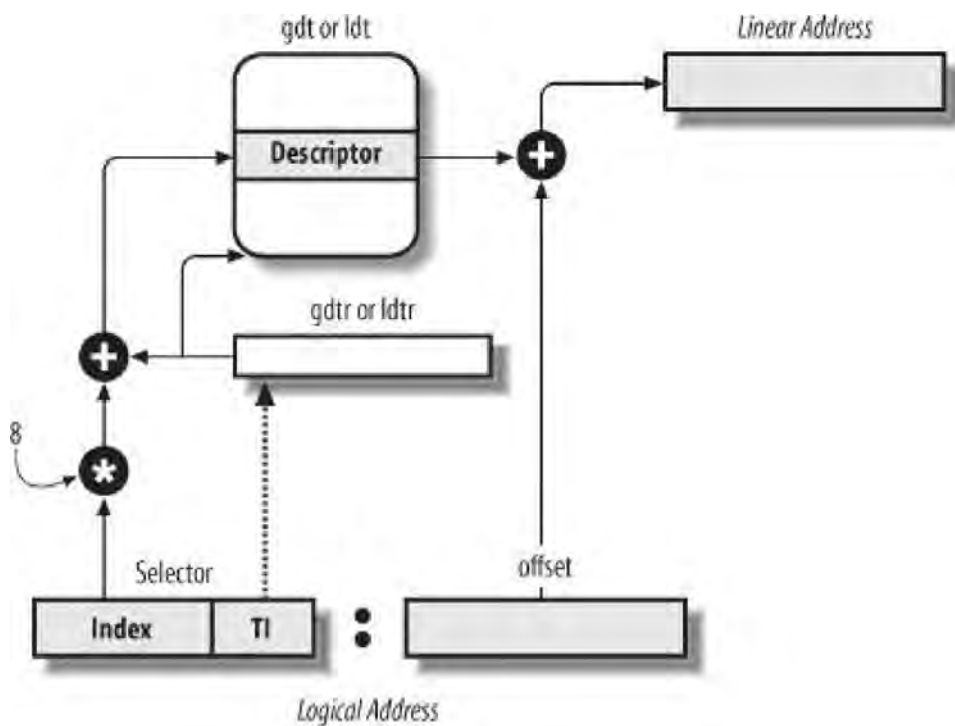 gdt or ldt
Linear Address
Descriptor
+
gdtr or ldtr
+
8
*
Selector
offset
Index
TI
:
Logical Address